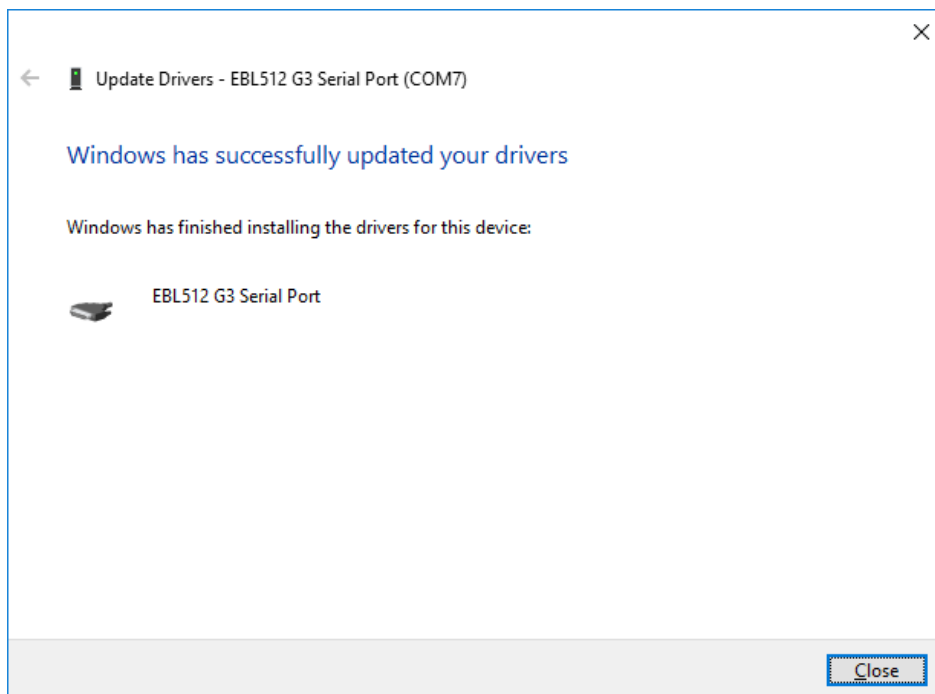 Update Drivers - EBL512 G3 Serial Port (COM7)
Windows has successfully updated your drivers
Windows has finished installing the drivers for this device:
EBL512 G3 Serial Port
Close